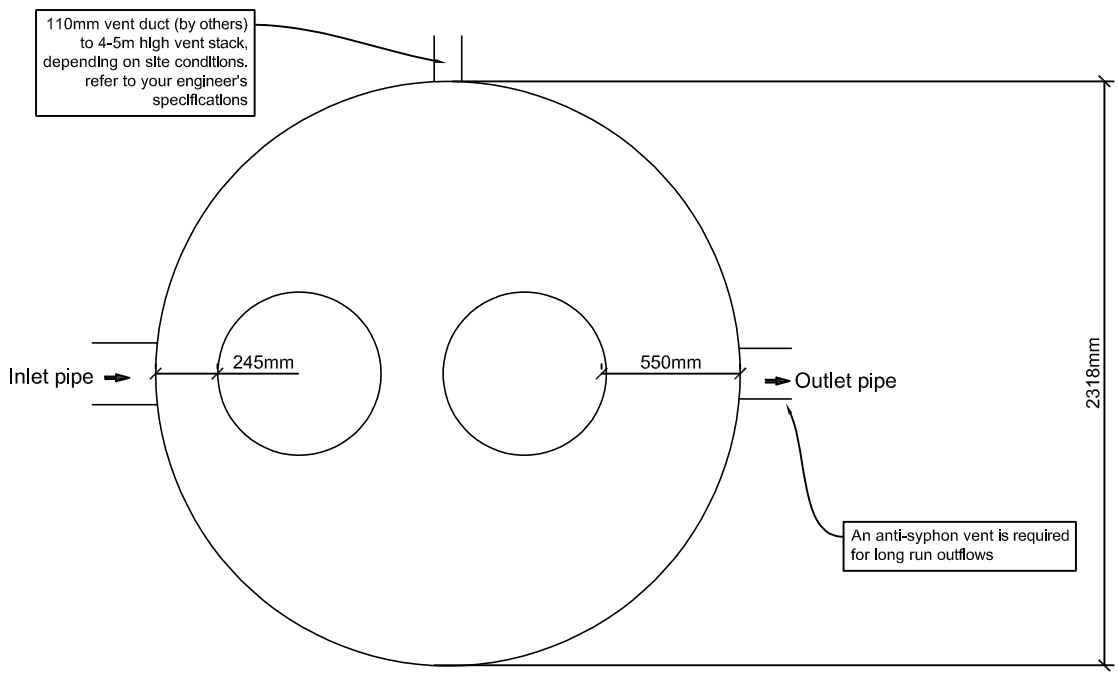 110mm vent duct (by others)
to 4-5m high vent stack,
depending on site conditions.
refer to your engineer's
specifications
245mm
550mm
Inlet pipe
Outlet pipe
2318mm
An anti-syphon vent is required
for long run outflows